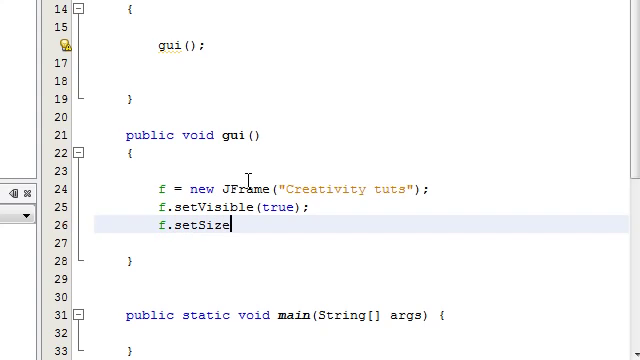 14 {
15
gui();
17
18
19 }
20
21 public void gui()
22 {
23
24 f = new JFrame("Creativity tuts");
25 f.setVisible(true);
26 f.setSize
27
28 }
29
30
31 public static void main(String[] args) {
32
33 }